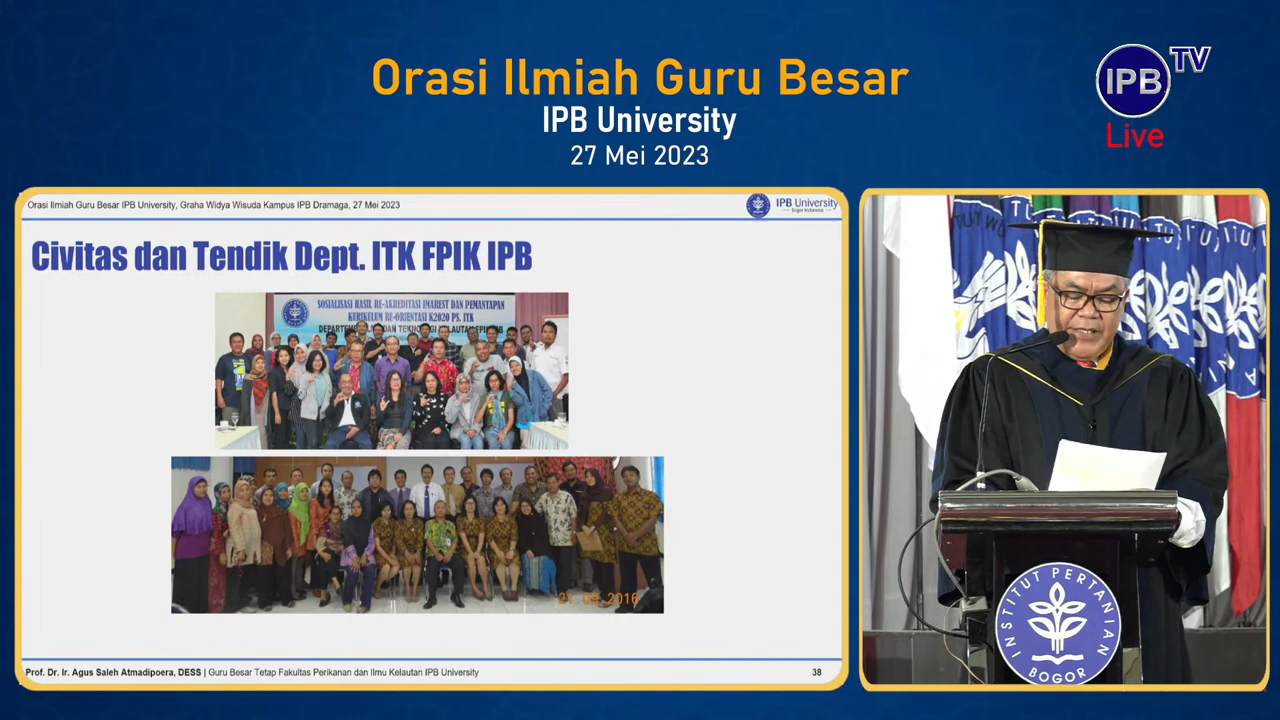 Orasi Ilmiah Guru Besar
IPB University
27 Mei 2023
IPB TV
Live
Orasi Ilmiah Guru Besar IPB University, Graha Widya Wisuda Kampus IPB Dramaga, 27 Mei 2023
IPB University
Bogor Indonesia
Civitas dan Tendik Dept. ITK FPIK IPB
SOSIALISASI HASIL RE-AKREDITASI IMAREST DAN PEMANTAPAN
KURIKULUM RE-ORIENTASI K2020 PS. ITK
21 2016
Prof. Dr. Ir. Agus Saleh Atmadipoera, DESS | Guru Besar Tetap Fakultas Perikanan dan Ilmu Kelautan IPB University
38
INSTITUT PERTANIAN
BOGOR